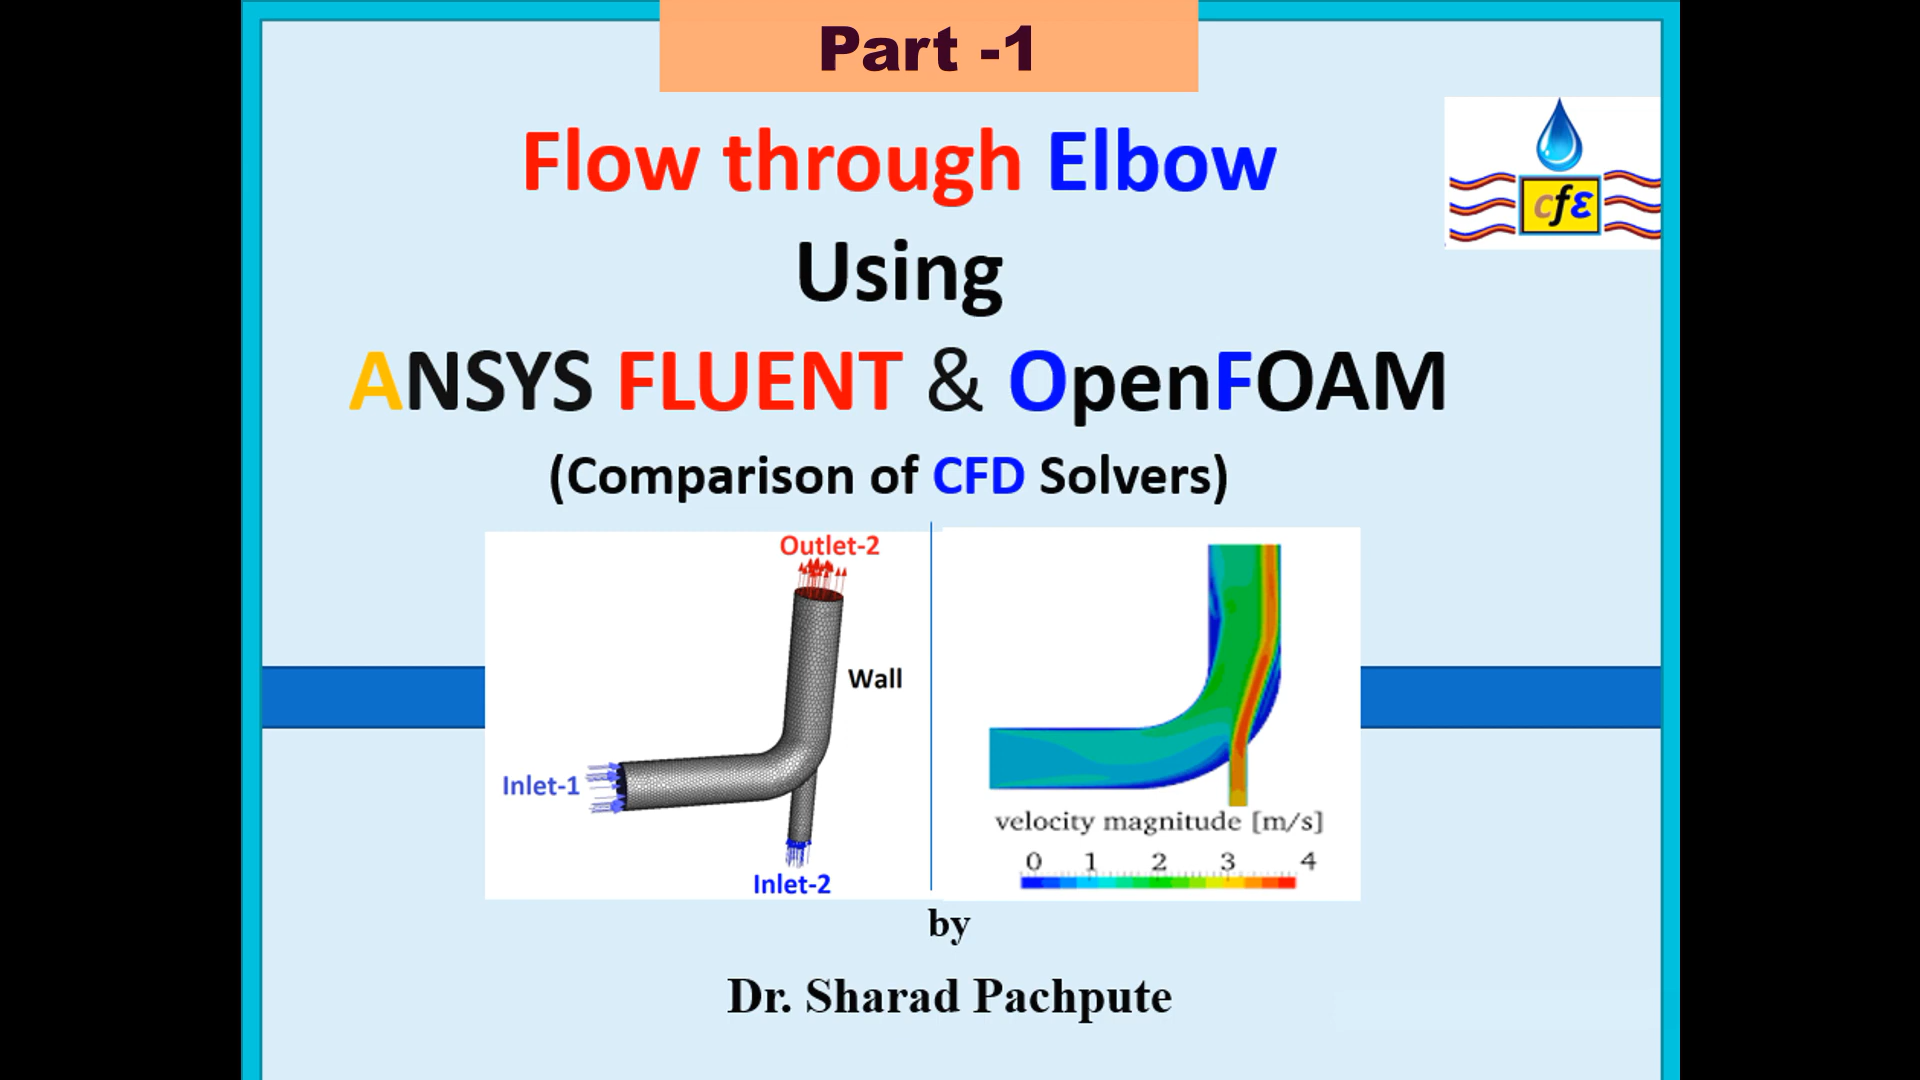 Part -1
Flow through Elbow
cfε
Using
ANSYS FLUENT & OpenFOAM
(Comparison of CFD Solvers)
Outlet-2
Wall
Inlet-1
Inlet-2
velocity magnitude [m/s]
0 1 2 3 4
by
Dr. Sharad Pachpute